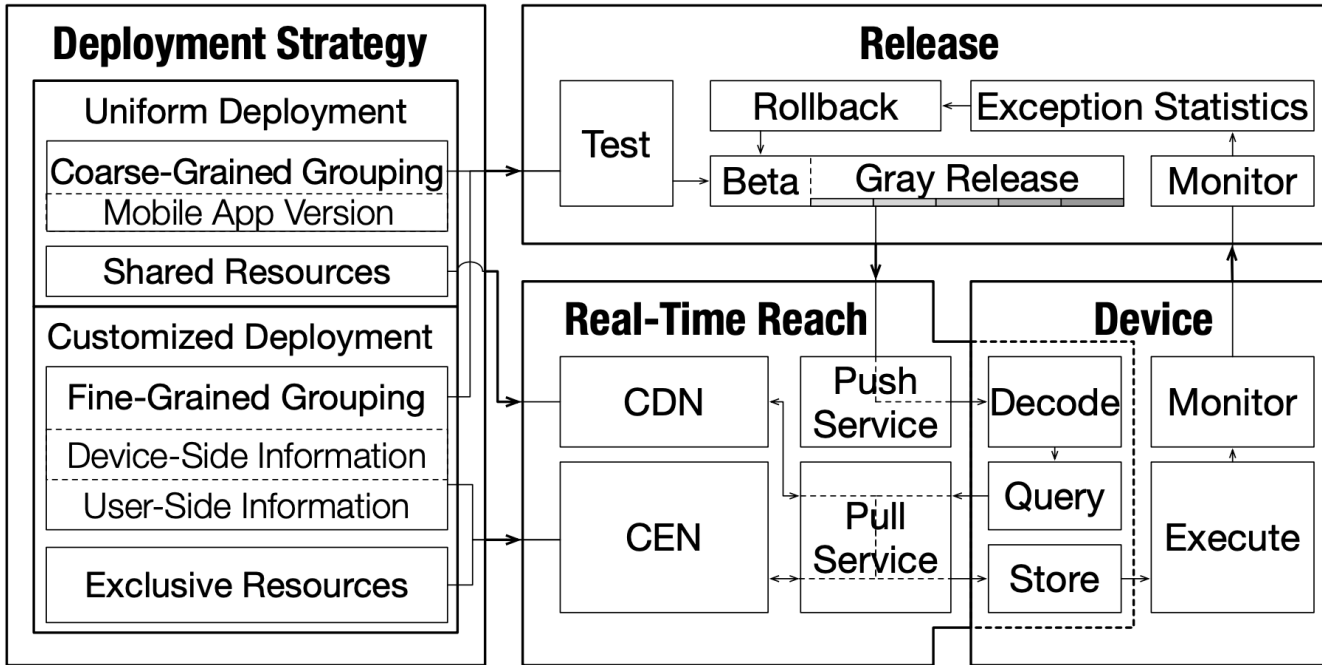 Deployment Strategy
Uniform Deployment
Coarse-Grained Grouping
Mobile App Version
Shared Resources
Customized Deployment
Fine-Grained Grouping
Device-Side Information
User-Side Information
Exclusive Resources
Release
Test
Rollback
Exception Statistics
Beta
Gray Release
Monitor
Real-Time Reach
CDN
Push
Service
CEN
Pull
Service
Device
Decode
Monitor
Query
Store
Execute